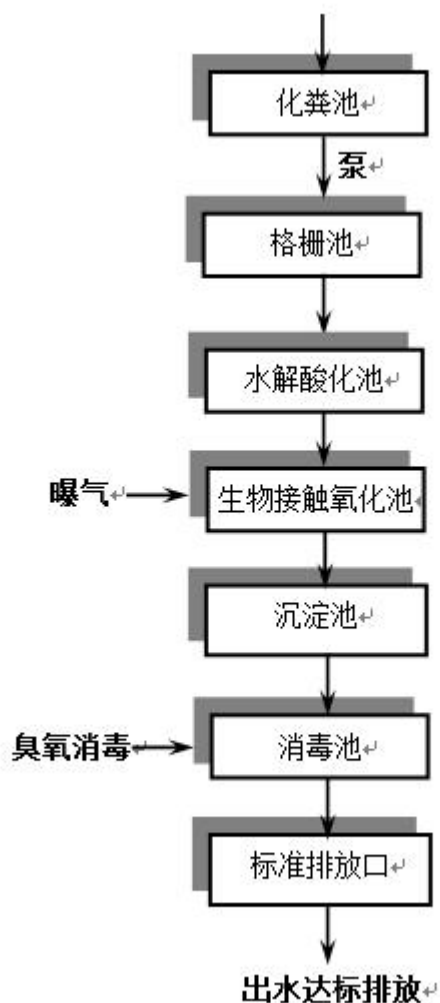 化粪池
泵
格栅池
水解酸化池
曝气
生物接触氧化池
沉淀池
臭氧消毒
消毒池
标准排放口
出水达标排放